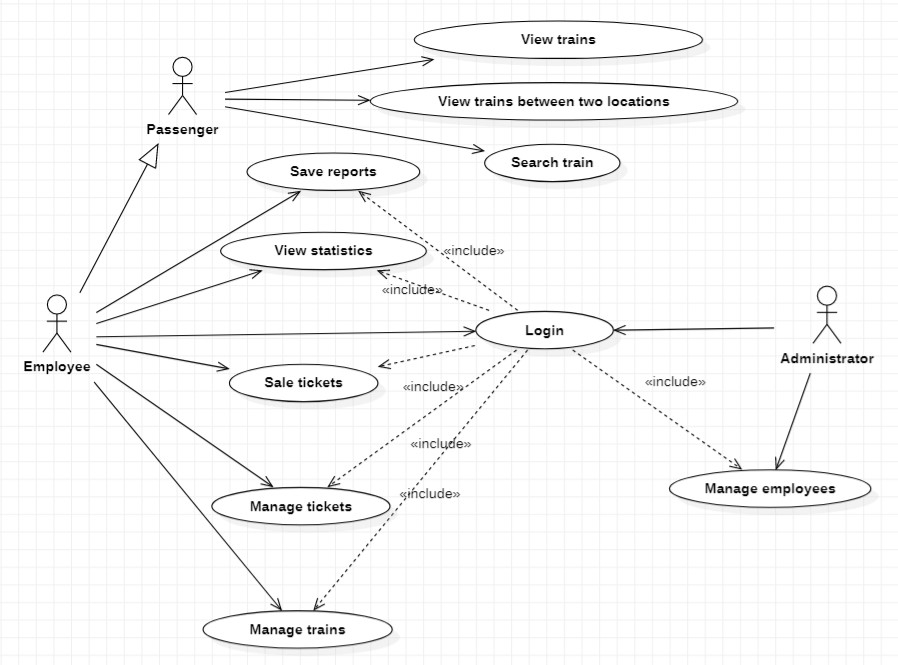 View trains
Passenger
View trains between two locations
Search train
Save reports
View statistics
«include»
«include»
Login
Employee
Administrator
Sale tickets
«include»
«include»
«include»
Manage tickets
«include»
Manage employees
Manage trains